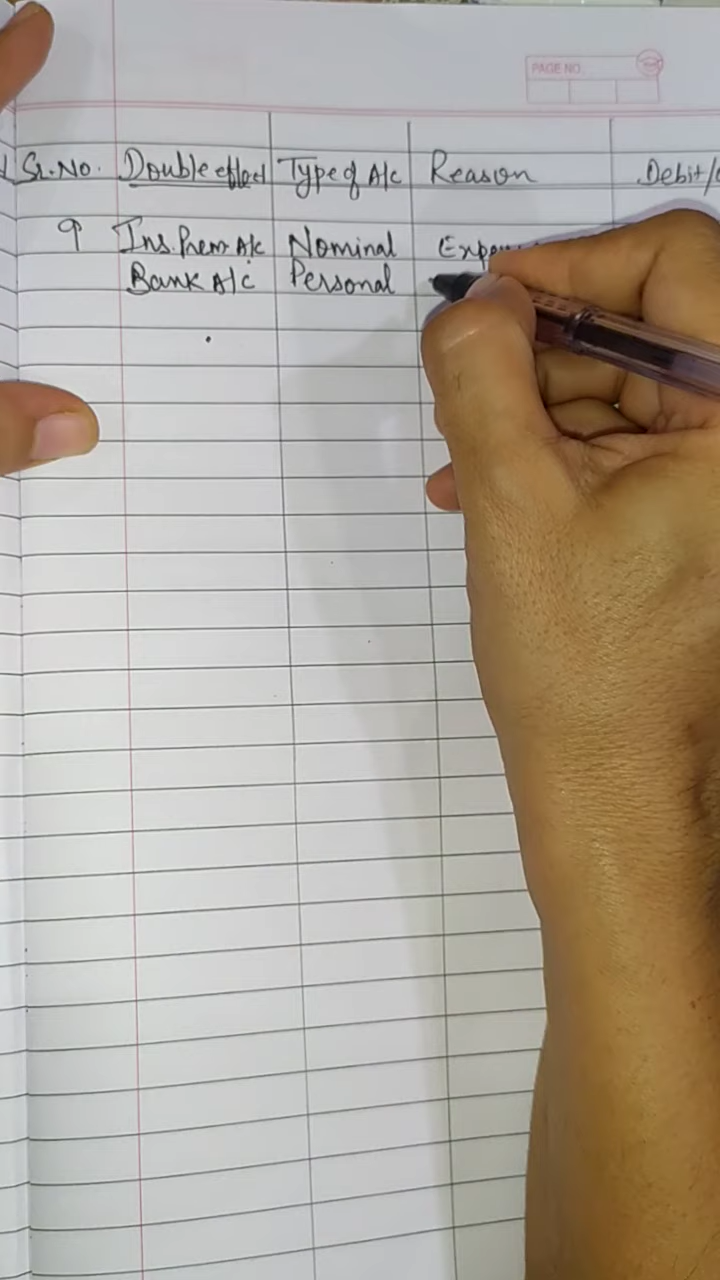 PAGE NO.
Sr.No. Double effect Type of A/c Reason Debit/
9 Ins.Prem A/c Nominal
Bank A/c Personal